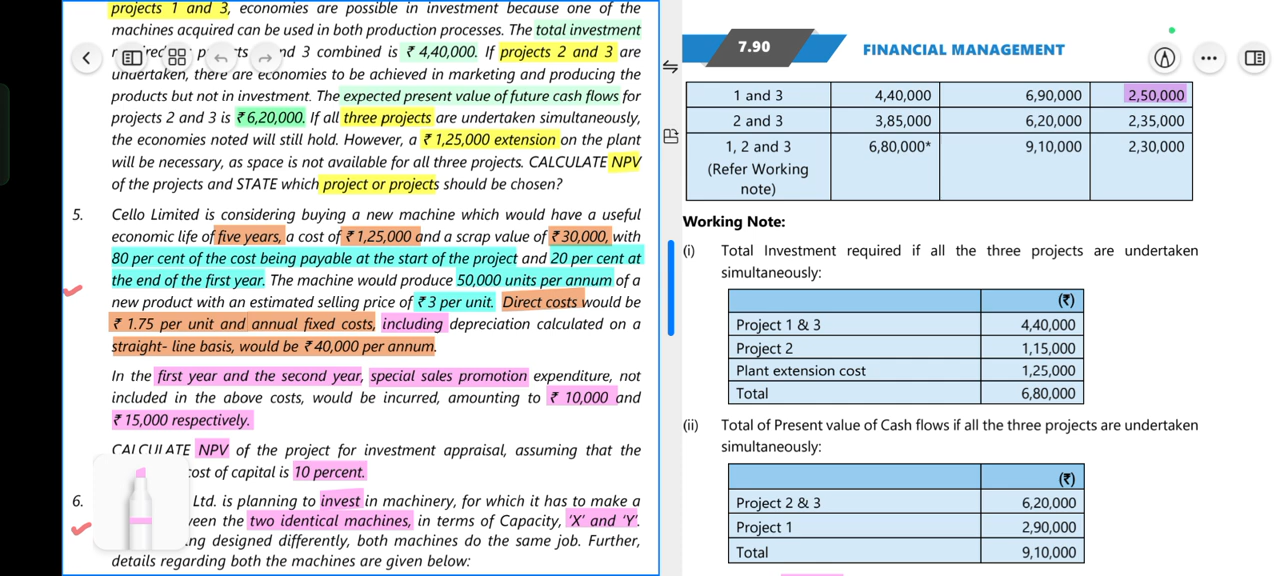 projects 1 and 3, economies are possible in investment because one of the
machines acquired can be used in both production processes. The total investment
nd 3 combined is ₹ 4,40,000. If projects 2 and 3 are
undertaken, there are economies to be achieved in marketing and producing the
products but not in investment. The expected present value of future cash flows for
projects 2 and 3 is ₹ 6,20,000. If all three projects are undertaken simultaneously,
the economies noted will still hold. However, a ₹ 1,25,000 extension on the plant
will be necessary, as space is not available for all three projects. CALCULATE NPV
of the projects and STATE which project or projects should be chosen?
5. Cello Limited is considering buying a new machine which would have a useful
economic life of five years, a cost of ₹ 1,25,000 and a scrap value of ₹ 30,000, with
80 per cent of the cost being payable at the start of the project and 20 per cent at
the end of the first year. The machine would produce 50,000 units per annum of a
new product with an estimated selling price of ₹ 3 per unit. Direct costs would be
₹ 1.75 per unit and annual fixed costs, including depreciation calculated on a
straight- line basis, would be ₹ 40,000 per annum.
In the first year and the second year, special sales promotion expenditure, not
included in the above costs, would be incurred, amounting to ₹ 10,000 and
₹ 15,000 respectively.
CALCULATE NPV of the project for investment appraisal, assuming that the
cost of capital is 10 percent.
6. Ltd. is planning to invest in machinery, for which it has to make a
the two identical machines, in terms of Capacity, 'X' and 'Y'.
designed differently, both machines do the same job. Further,
details regarding both the machines are given below:
7.90 FINANCIAL MANAGEMENT
1 and 3 4,40,000 6,90,000 2,50,000
2 and 3 3,85,000 6,20,000 2,35,000
1, 2 and 3 6,80,000* 9,10,000 2,30,000
(Refer Working
note)
Working Note:
(i) Total Investment required if all the three projects are undertaken
simultaneously:
(₹)
Project 1 & 3 4,40,000
Project 2 1,15,000
Plant extension cost 1,25,000
Total 6,80,000
(ii) Total of Present value of Cash flows if all the three projects are undertaken
simultaneously:
(₹)
Project 2 & 3 6,20,000
Project 1 2,90,000
Total 9,10,000